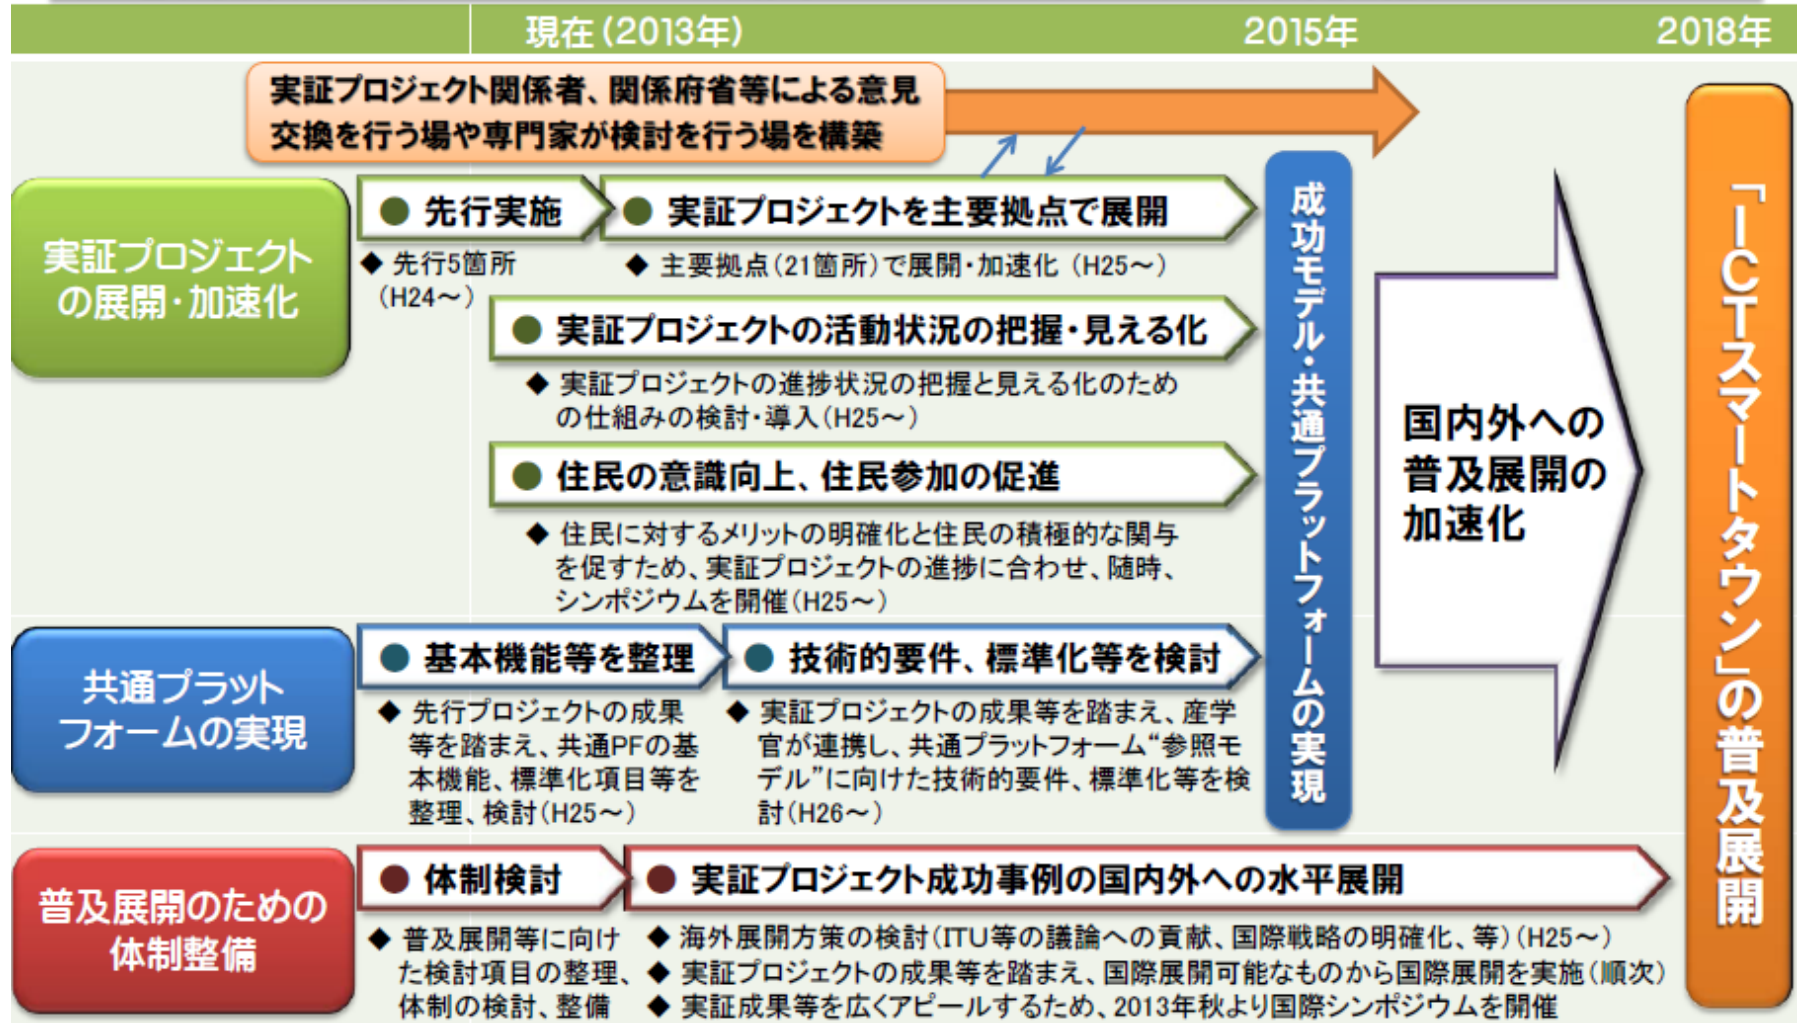 現在(2013年)
2015年
2018年
実証プロジェクト関係者、関係府省等による意見
交換を行う場や専門家が検討を行う場を構築
実証プロジェクト
の展開・加速化
● 先行実施
◆ 先行5箇所
(H24～)
● 実証プロジェクトを主要拠点で展開
◆ 主要拠点(21箇所)で展開・加速化 (H25～)
● 実証プロジェクトの活動状況の把握・見える化
◆ 実証プロジェクトの進捗状況の把握と見える化のため
の仕組みの検討・導入(H25～)
● 住民の意識向上、住民参加の促進
◆ 住民に対するメリットの明確化と住民の積極的な関与
を促すため、実証プロジェクトの進捗に合わせ、随時、
シンポジウムを開催(H25～)
共通プラット
フォームの実現
● 基本機能等を整理
◆ 先行プロジェクトの成果
等を踏まえ、共通PFの基
本機能、標準化項目等を
整理、検討(H25～)
● 技術的要件、標準化等を検討
◆ 実証プロジェクトの成果等を踏まえ、産学
官が連携し、共通プラットフォーム“参照モ
デル”に向けた技術的要件、標準化等を検
討(H26～)
成功モデル・共通プラットフォームの実現
国内外への
普及展開の
加速化
「ICTスマートタウン」の普及展開
普及展開のための
体制整備
● 体制検討
◆ 普及展開等に向け
た検討項目の整理、
体制の検討、整備
● 実証プロジェクト成功事例の国内外への水平展開
◆ 海外展開方策の検討(ITU等の議論への貢献、国際戦略の明確化、等)(H25～)
◆ 実証プロジェクトの成果等を踏まえ、国際展開可能なものから国際展開を実施(順次)
◆ 実証成果等を広くアピールするため、2013年秋より国際シンポジウムを開催